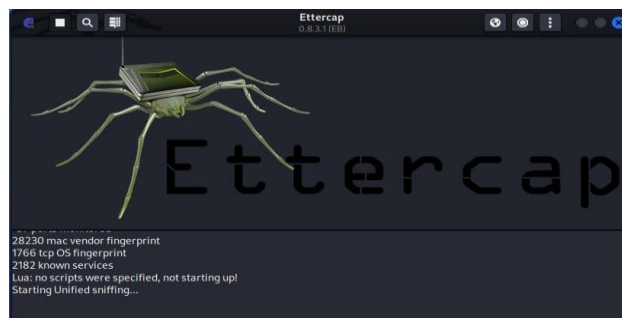 Ettercap
0.8.3.1 (EB)
Ettercap
28230 mac vendor fingerprint
1766 tcp OS fingerprint
2182 known services
Lua: no scripts were specified, not starting up!
Starting Unified sniffing...